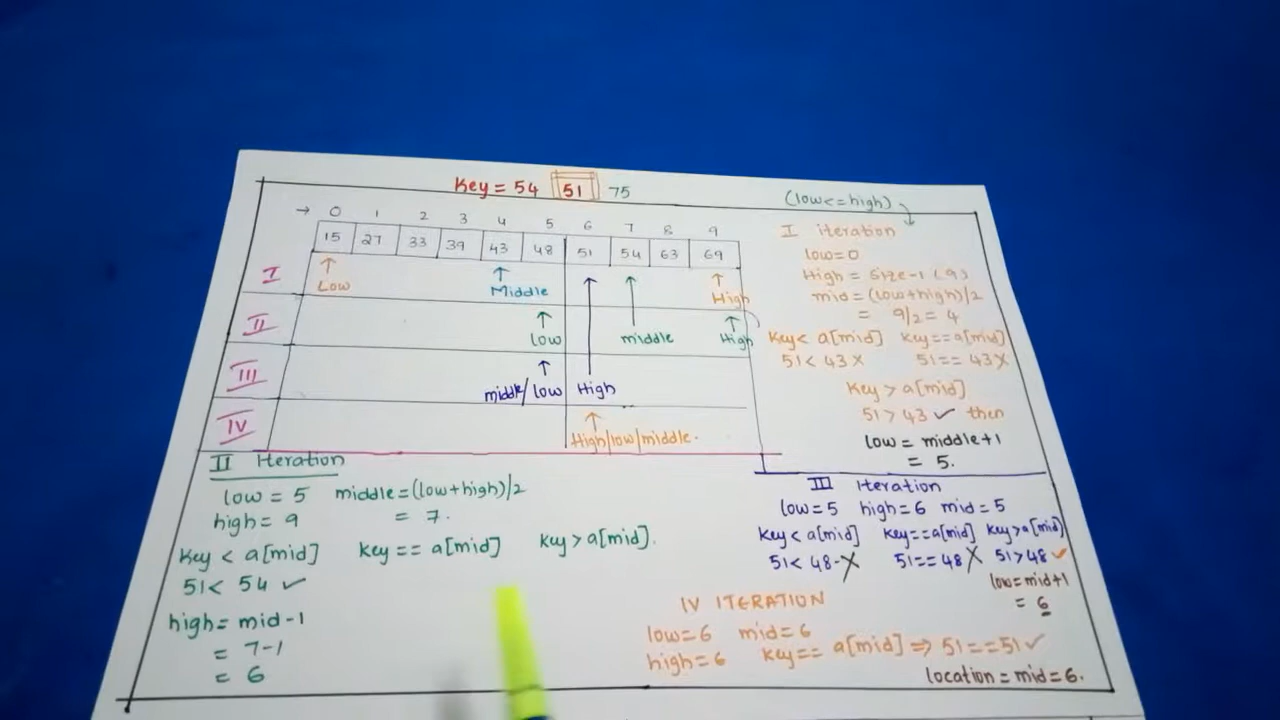 Key = 54 51 75
(low<=high)
→ 0 1 2 3 4 5 6 7 8 9
15 27 33 39 43 48 51 54 63 69
I
↑ Low
↑ Middle
↑ High
II
↑ low
↑ middle
↑ High
III
↑ middle/low
↑ High
IV
↑ High/low/middle.
I iteration
low=0
High = Size-1 (9)
mid = (low+high)/2
= 9/2 = 4
Key< a[mid] Key==a[mid]
51 < 43 X 51== 43X
Key > a[mid]
51 > 43 ✓ then
low = middle+1
= 5.
II Iteration
low = 5 middle=(low+high)/2
high= 9 = 7.
Key < a[mid] Key == a[mid] Key > a[mid].
51< 54 ✓
high= mid-1
= 7-1
= 6
III Iteration
low=5 high=6 mid=5
Key< a[mid] Key==a[mid] Key>a[mid]
51< 48-X 51==48 X 51>48 ✓
low=mid+1
= 6
IV ITERATION
low=6 mid=6
high=6 Key== a[mid] ⇒ 51==51 ✓
location = mid=6.